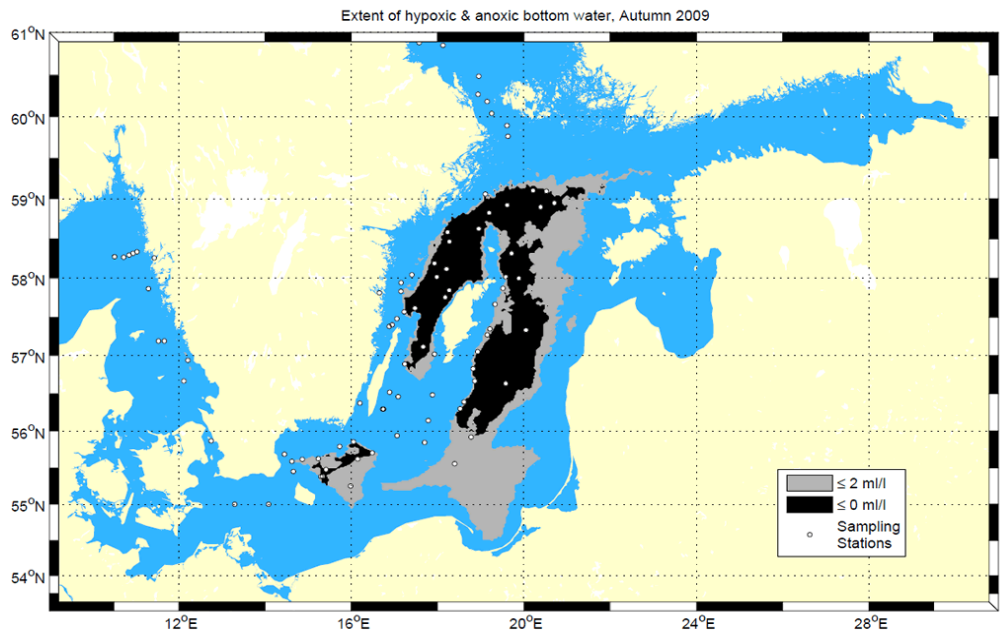 Extent of hypoxic & anoxic bottom water, Autumn 2009
61°N
60°N
59°N
58°N
57°N
56°N
55°N
54°N
≤ 2 ml/l
≤ 0 ml/l
Sampling
Stations
12°E
16°E
20°E
24°E
28°E